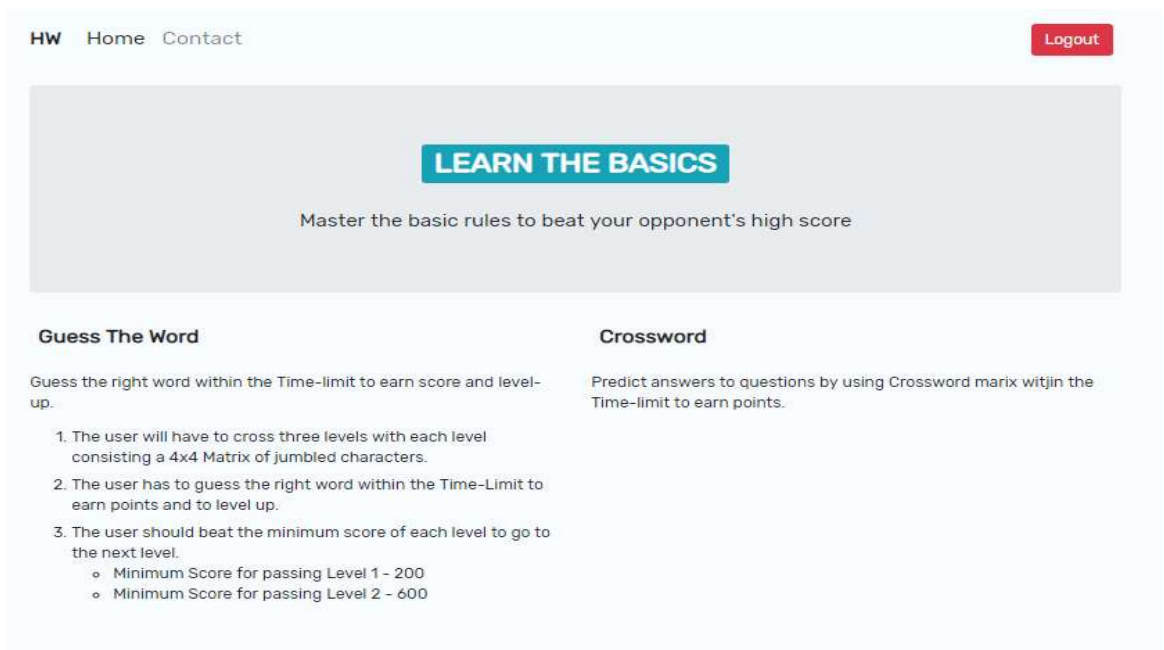 HW Home Contact Logout
LEARN THE BASICS
Master the basic rules to beat your opponent's high score
Guess The Word
Guess the right word within the Time-limit to earn score and level-
up.
1. The user will have to cross three levels with each level
consisting a 4x4 Matrix of jumbled characters.
2. The user has to guess the right word within the Time-Limit to
earn points and to level up.
3. The user should beat the minimum score of each level to go to
the next level.
Minimum Score for passing Level 1 - 200
Minimum Score for passing Level 2 - 600
Crossword
Predict answers to questions by using Crossword marix witjin the
Time-limit to earn points.